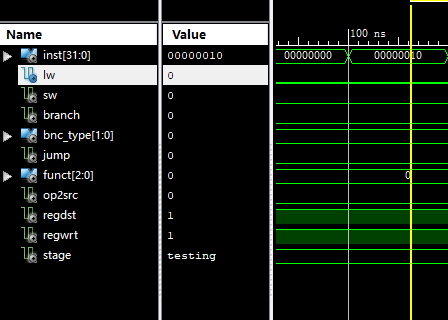 Name Value
100 ns
inst[31:0] 00000010 00000000 00000010
lw 0
sw 0
branch 0
bnc_type[1:0] 0
jump 0
funct[2:0] 0 0
op2src 0
regdst 1
regwrt 1
stage testing